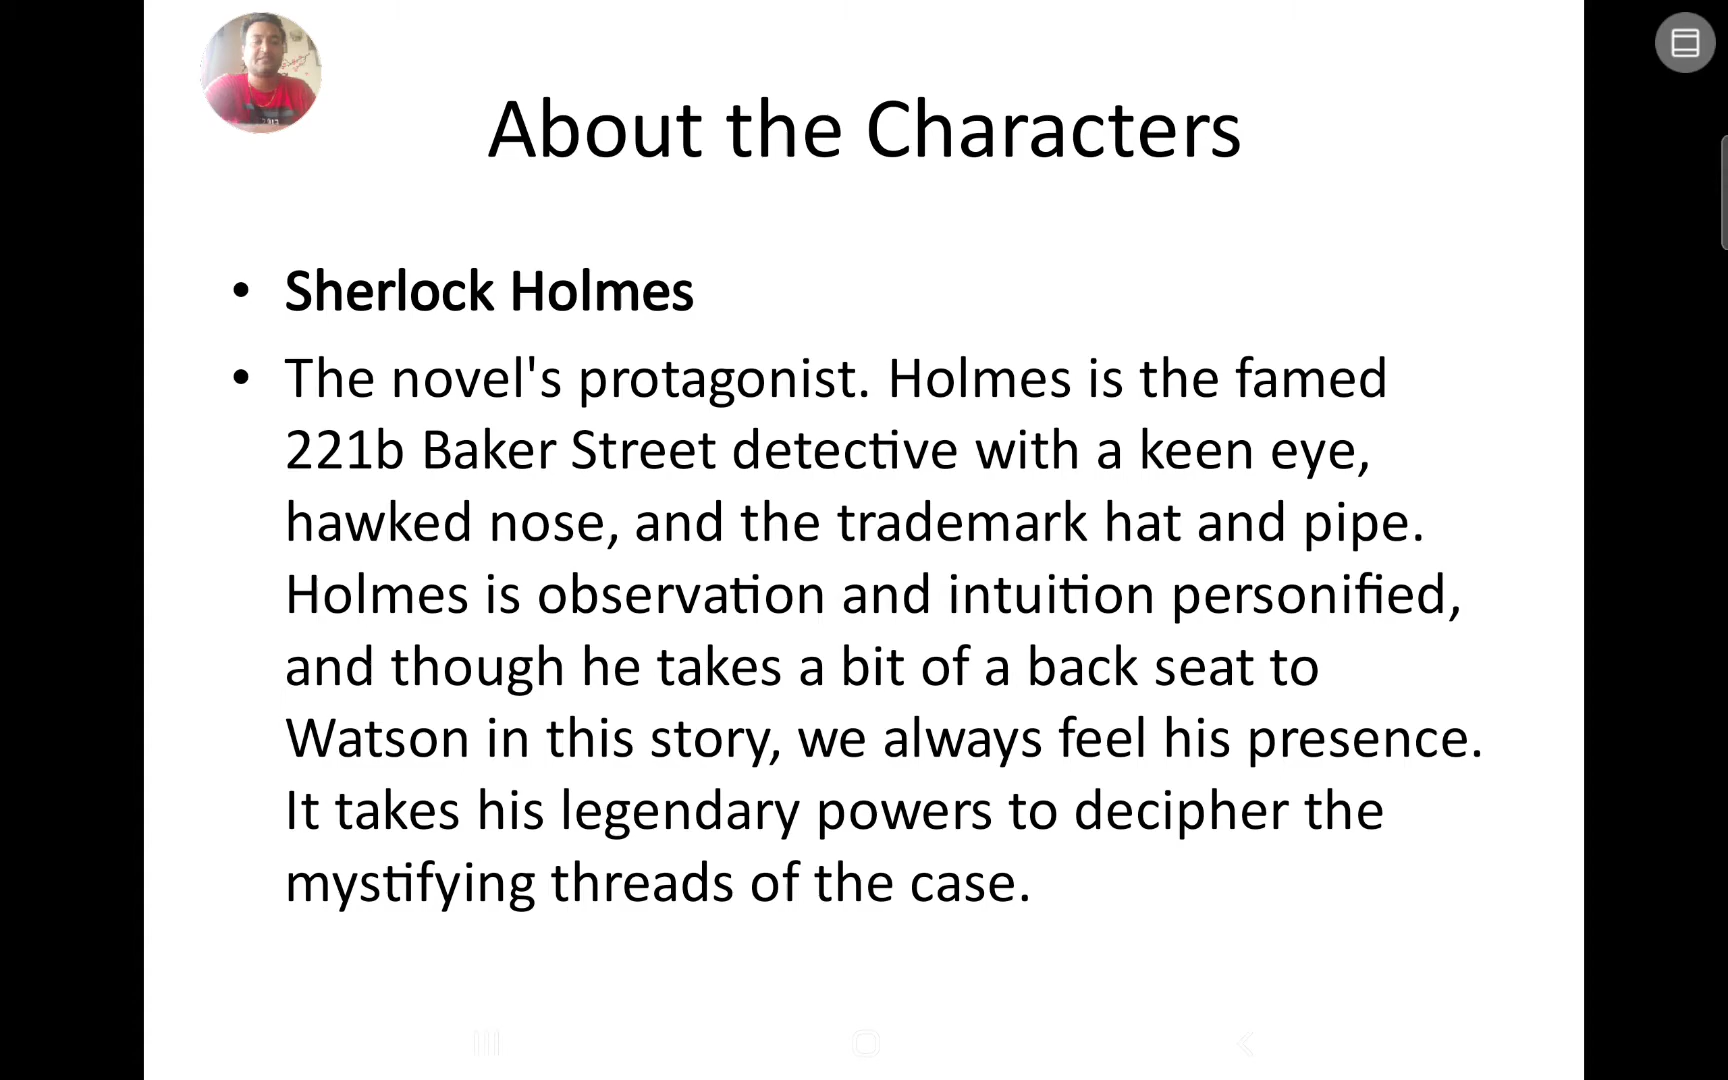 About the Characters
• Sherlock Holmes
• The novel's protagonist. Holmes is the famed
221b Baker Street detective with a keen eye,
hawked nose, and the trademark hat and pipe.
Holmes is observation and intuition personified,
and though he takes a bit of a back seat to
Watson in this story, we always feel his presence.
It takes his legendary powers to decipher the
mystifying threads of the case.